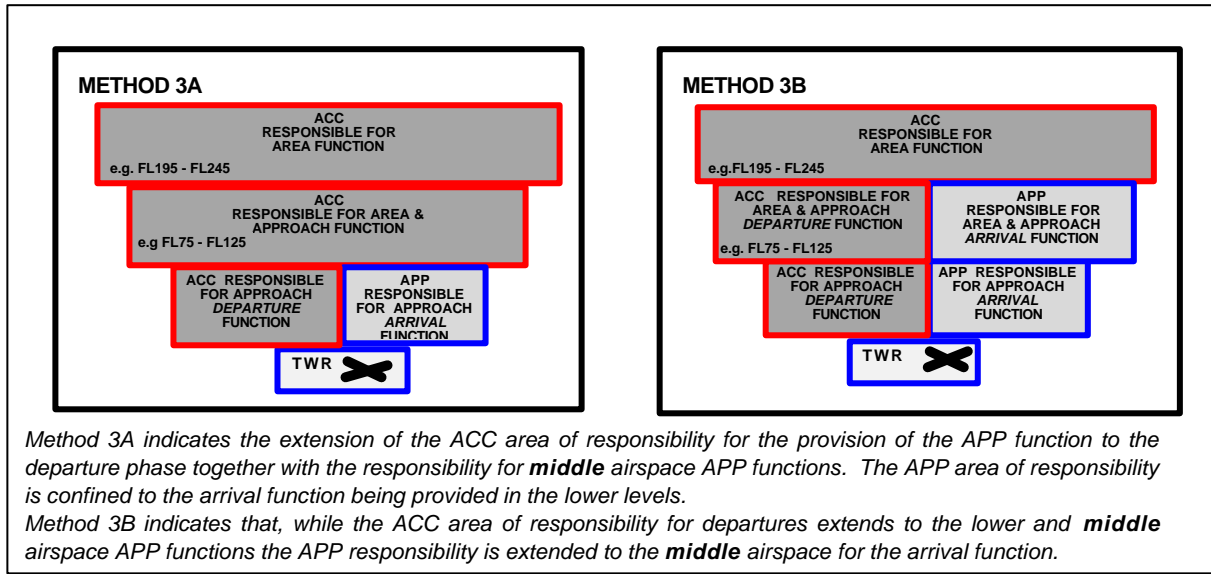 METHOD 3A
ACC
RESPONSIBLE FOR
AREA FUNCTION
e.g. FL195 - FL245
ACC
RESPONSIBLE FOR AREA &
APPROACH FUNCTION
e.g FL75 - FL125
ACC RESPONSIBLE
FOR APPROACH
DEPARTURE
FUNCTION
APP
RESPONSIBLE
FOR APPROACH
ARRIVAL
FUNCTION
TWR
METHOD 3B
ACC
RESPONSIBLE FOR
AREA FUNCTION
e.g.FL195 - FL245
ACC RESPONSIBLE FOR
AREA & APPROACH
DEPARTURE FUNCTION
e.g. FL75 - FL125
APP
RESPONSIBLE FOR
AREA & APPROACH
ARRIVAL FUNCTION
ACC RESPONSIBLE
FOR APPROACH
DEPARTURE
FUNCTION
APP RESPONSIBLE
FOR APPROACH
ARRIVAL
FUNCTION
TWR
Method 3A indicates the extension of the ACC area of responsibility for the provision of the APP function to the
departure phase together with the responsibility for middle airspace APP functions. The APP area of responsibility
is confined to the arrival function being provided in the lower levels.
Method 3B indicates that, while the ACC area of responsibility for departures extends to the lower and middle
airspace APP functions the APP responsibility is extended to the middle airspace for the arrival function.